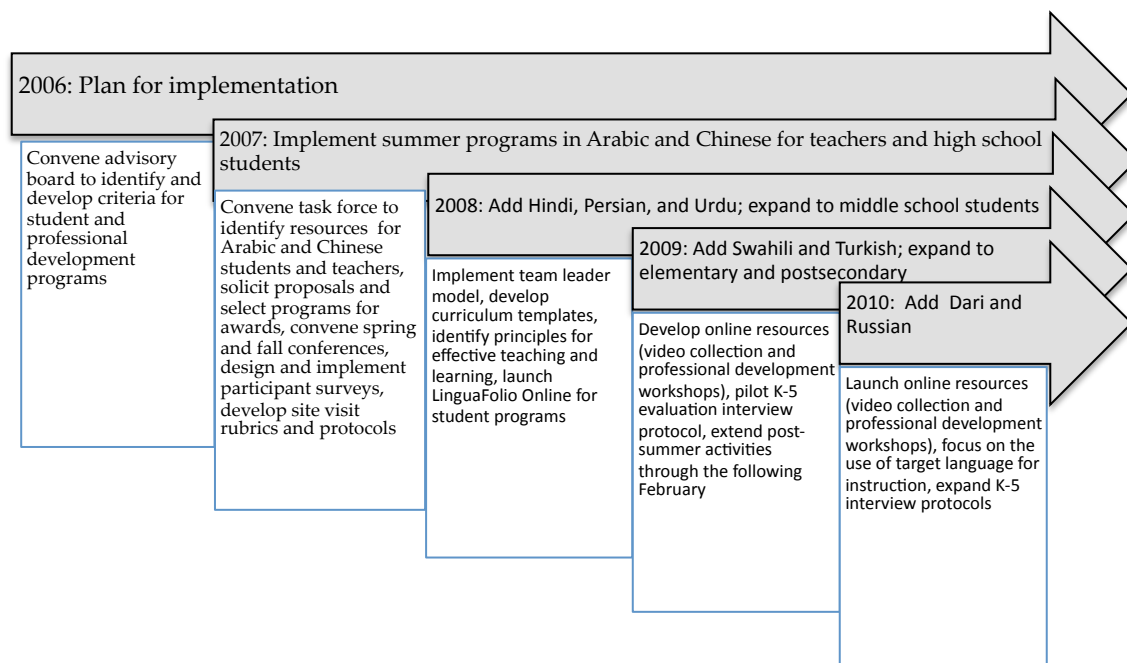 2006: Plan for implementation
Convene advisory
board to identify and
develop criteria for
student and
professional
development
programs
2007: Implement summer programs in Arabic and Chinese for teachers and high school
students
Convene task force to
identify resources for
Arabic and Chinese
students and teachers,
solicit proposals and
select programs for
awards, convene spring
and fall conferences,
design and implement
participant surveys,
develop site visit
rubrics and protocols
2008: Add Hindi, Persian, and Urdu; expand to middle school students
Implement team leader
model, develop
curriculum templates,
identify principles for
effective teaching and
learning, launch
LinguaFolio Online for
student programs
2009: Add Swahili and Turkish; expand to
elementary and postsecondary
Develop online resources
(video collection and
professional development
workshops), pilot K-5
evaluation interview
protocol, extend post-
summer activities
through the following
February
2010: Add Dari and
Russian
Launch online resources
(video collection and
professional development
workshops), focus on the
use of target language for
instruction, expand K-5
interview protocols